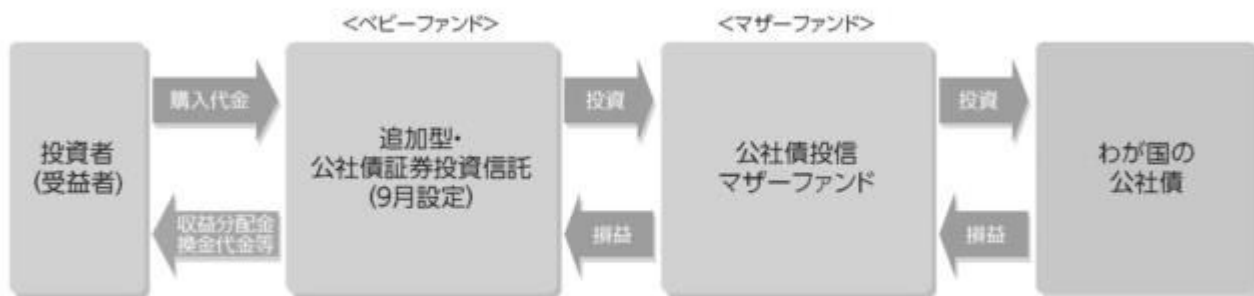 <ベビーファンド>
<マザーファンド>
投資者
(受益者)
購入代金
収益分配金
換金代金等
追加型・
公社債証券投資信託
(9月設定)
投資
損益
公社債投信
マザーファンド
投資
損益
わが国の
公社債